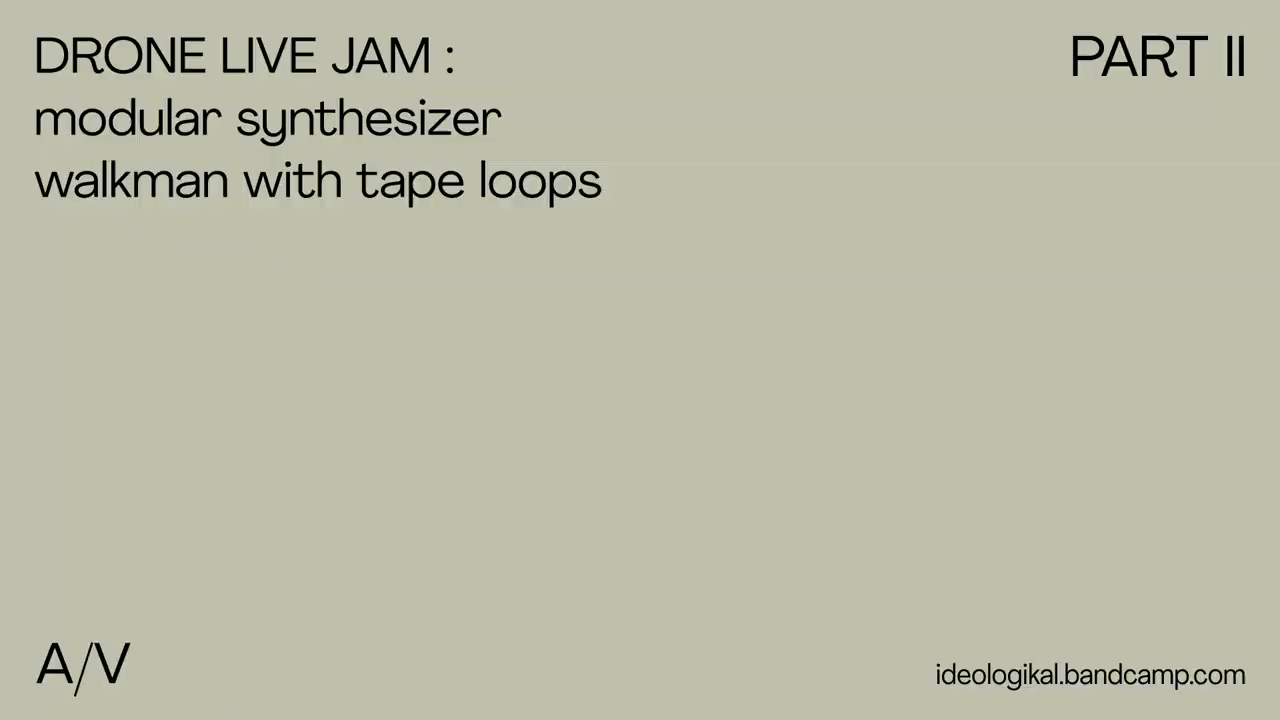 DRONE LIVE JAM :
PART II
modular synthesizer
walkman with tape loops
A/V
ideologikal.bandcamp.com